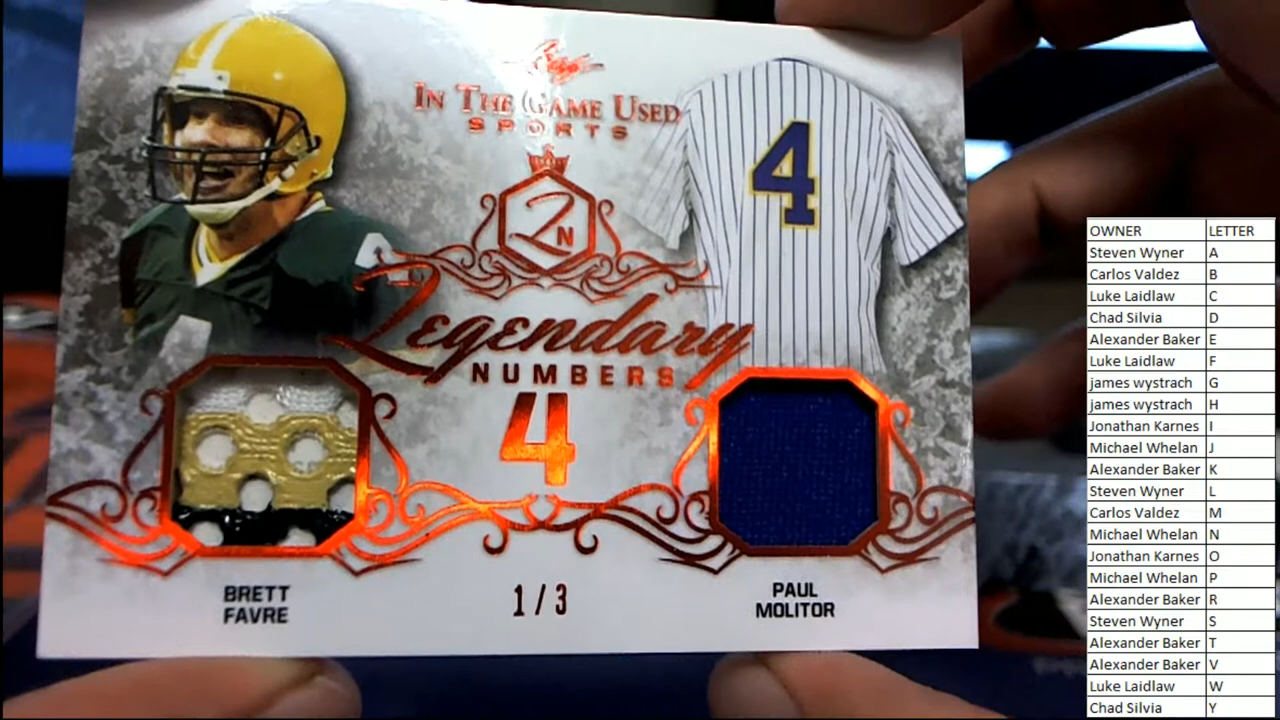 Leaf
IN THE GAME USED
SPORTS
4
2
N
Legendary
NUMBERS
4
BRETT
FAVRE
1/3
PAUL
MOLITOR
OWNER LETTER
Steven Wyner A
Carlos Valdez B
Luke Laidlaw C
Chad Silvia D
Alexander Baker E
Luke Laidlaw F
james wystrach G
james wystrach H
Jonathan Karnes I
Michael Whelan J
Alexander Baker K
Steven Wyner L
Carlos Valdez M
Michael Whelan N
Jonathan Karnes O
Michael Whelan P
Alexander Baker R
Steven Wyner S
Alexander Baker T
Alexander Baker V
Luke Laidlaw W
Chad Silvia Y